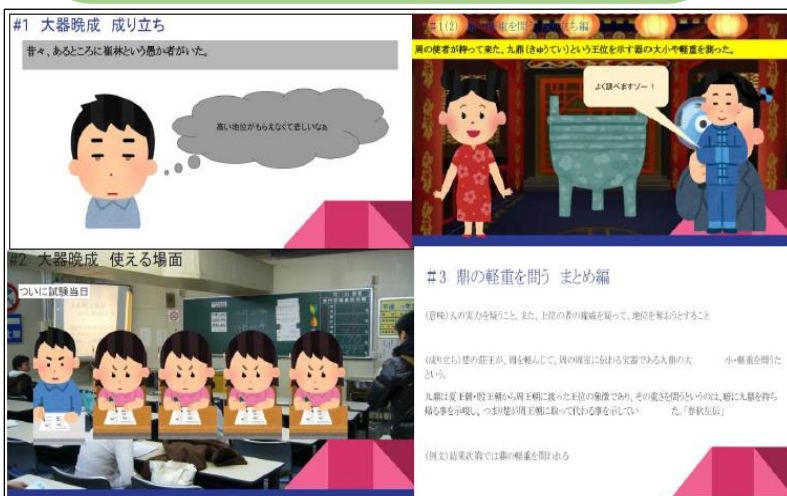 #1 大器晩成 成り立ち
昔々、あるところに崔林という愚か者がいた。
高い地位がもらえなくて悲しいなぁ
周の使者が持って来た、九鼎(きゅうてい)という王位を示す器の大小や軽重を測った。
よく調べますゾー!
#2 大器晩成 使える場面
ついに試験当日
#3 鼎の軽重を問う まとめ編
(意味)人の実力を疑うこと、また、上位の者の権威を疑って、地位を奪おうとすること
(成り立ち)楚の荘王が、周を軽んじて、周の周室に伝わる宝器である九鼎の大 小・軽重を問うた
という。
九鼎は夏王朝・殷王朝から周王朝に渡った王位の象徴であり、その重さを問うというのは、暗に九鼎を持ち
帰る事を示唆し、つまり楚が周王朝に取って代わる事を示してい た。「春秋左伝」
(例文)結果次第では鼎の軽重を問われる